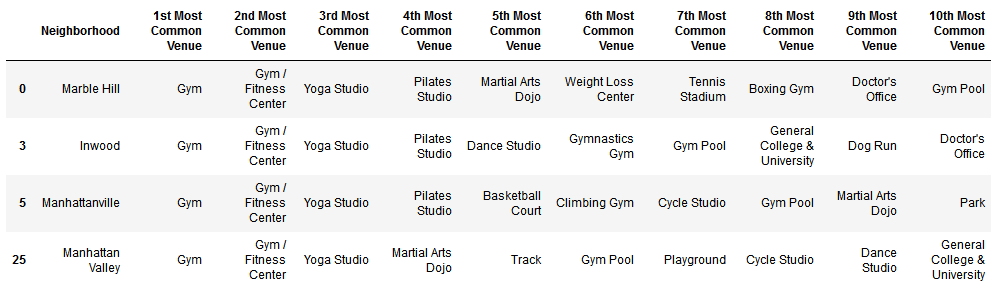 Neighborhood 1st Most Common Venue 2nd Most Common Venue 3rd Most Common Venue 4th Most Common Venue 5th Most Common Venue 6th Most Common Venue 7th Most Common Venue 8th Most Common Venue 9th Most Common Venue 10th Most Common Venue
0 Marble Hill Gym Gym / Fitness Center Yoga Studio Pilates Studio Martial Arts Dojo Weight Loss Center Tennis Stadium Boxing Gym Doctor's Office Gym Pool
3 Inwood Gym Gym / Fitness Center Yoga Studio Pilates Studio Dance Studio Gymnastics Gym Gym Pool General College & University Dog Run Doctor's Office
5 Manhattanville Gym Gym / Fitness Center Yoga Studio Pilates Studio Basketball Court Climbing Gym Cycle Studio Gym Pool Martial Arts Dojo Park
25 Manhattan Valley Gym Gym / Fitness Center Yoga Studio Martial Arts Dojo Track Gym Pool Playground Cycle Studio Dance Studio General College & University